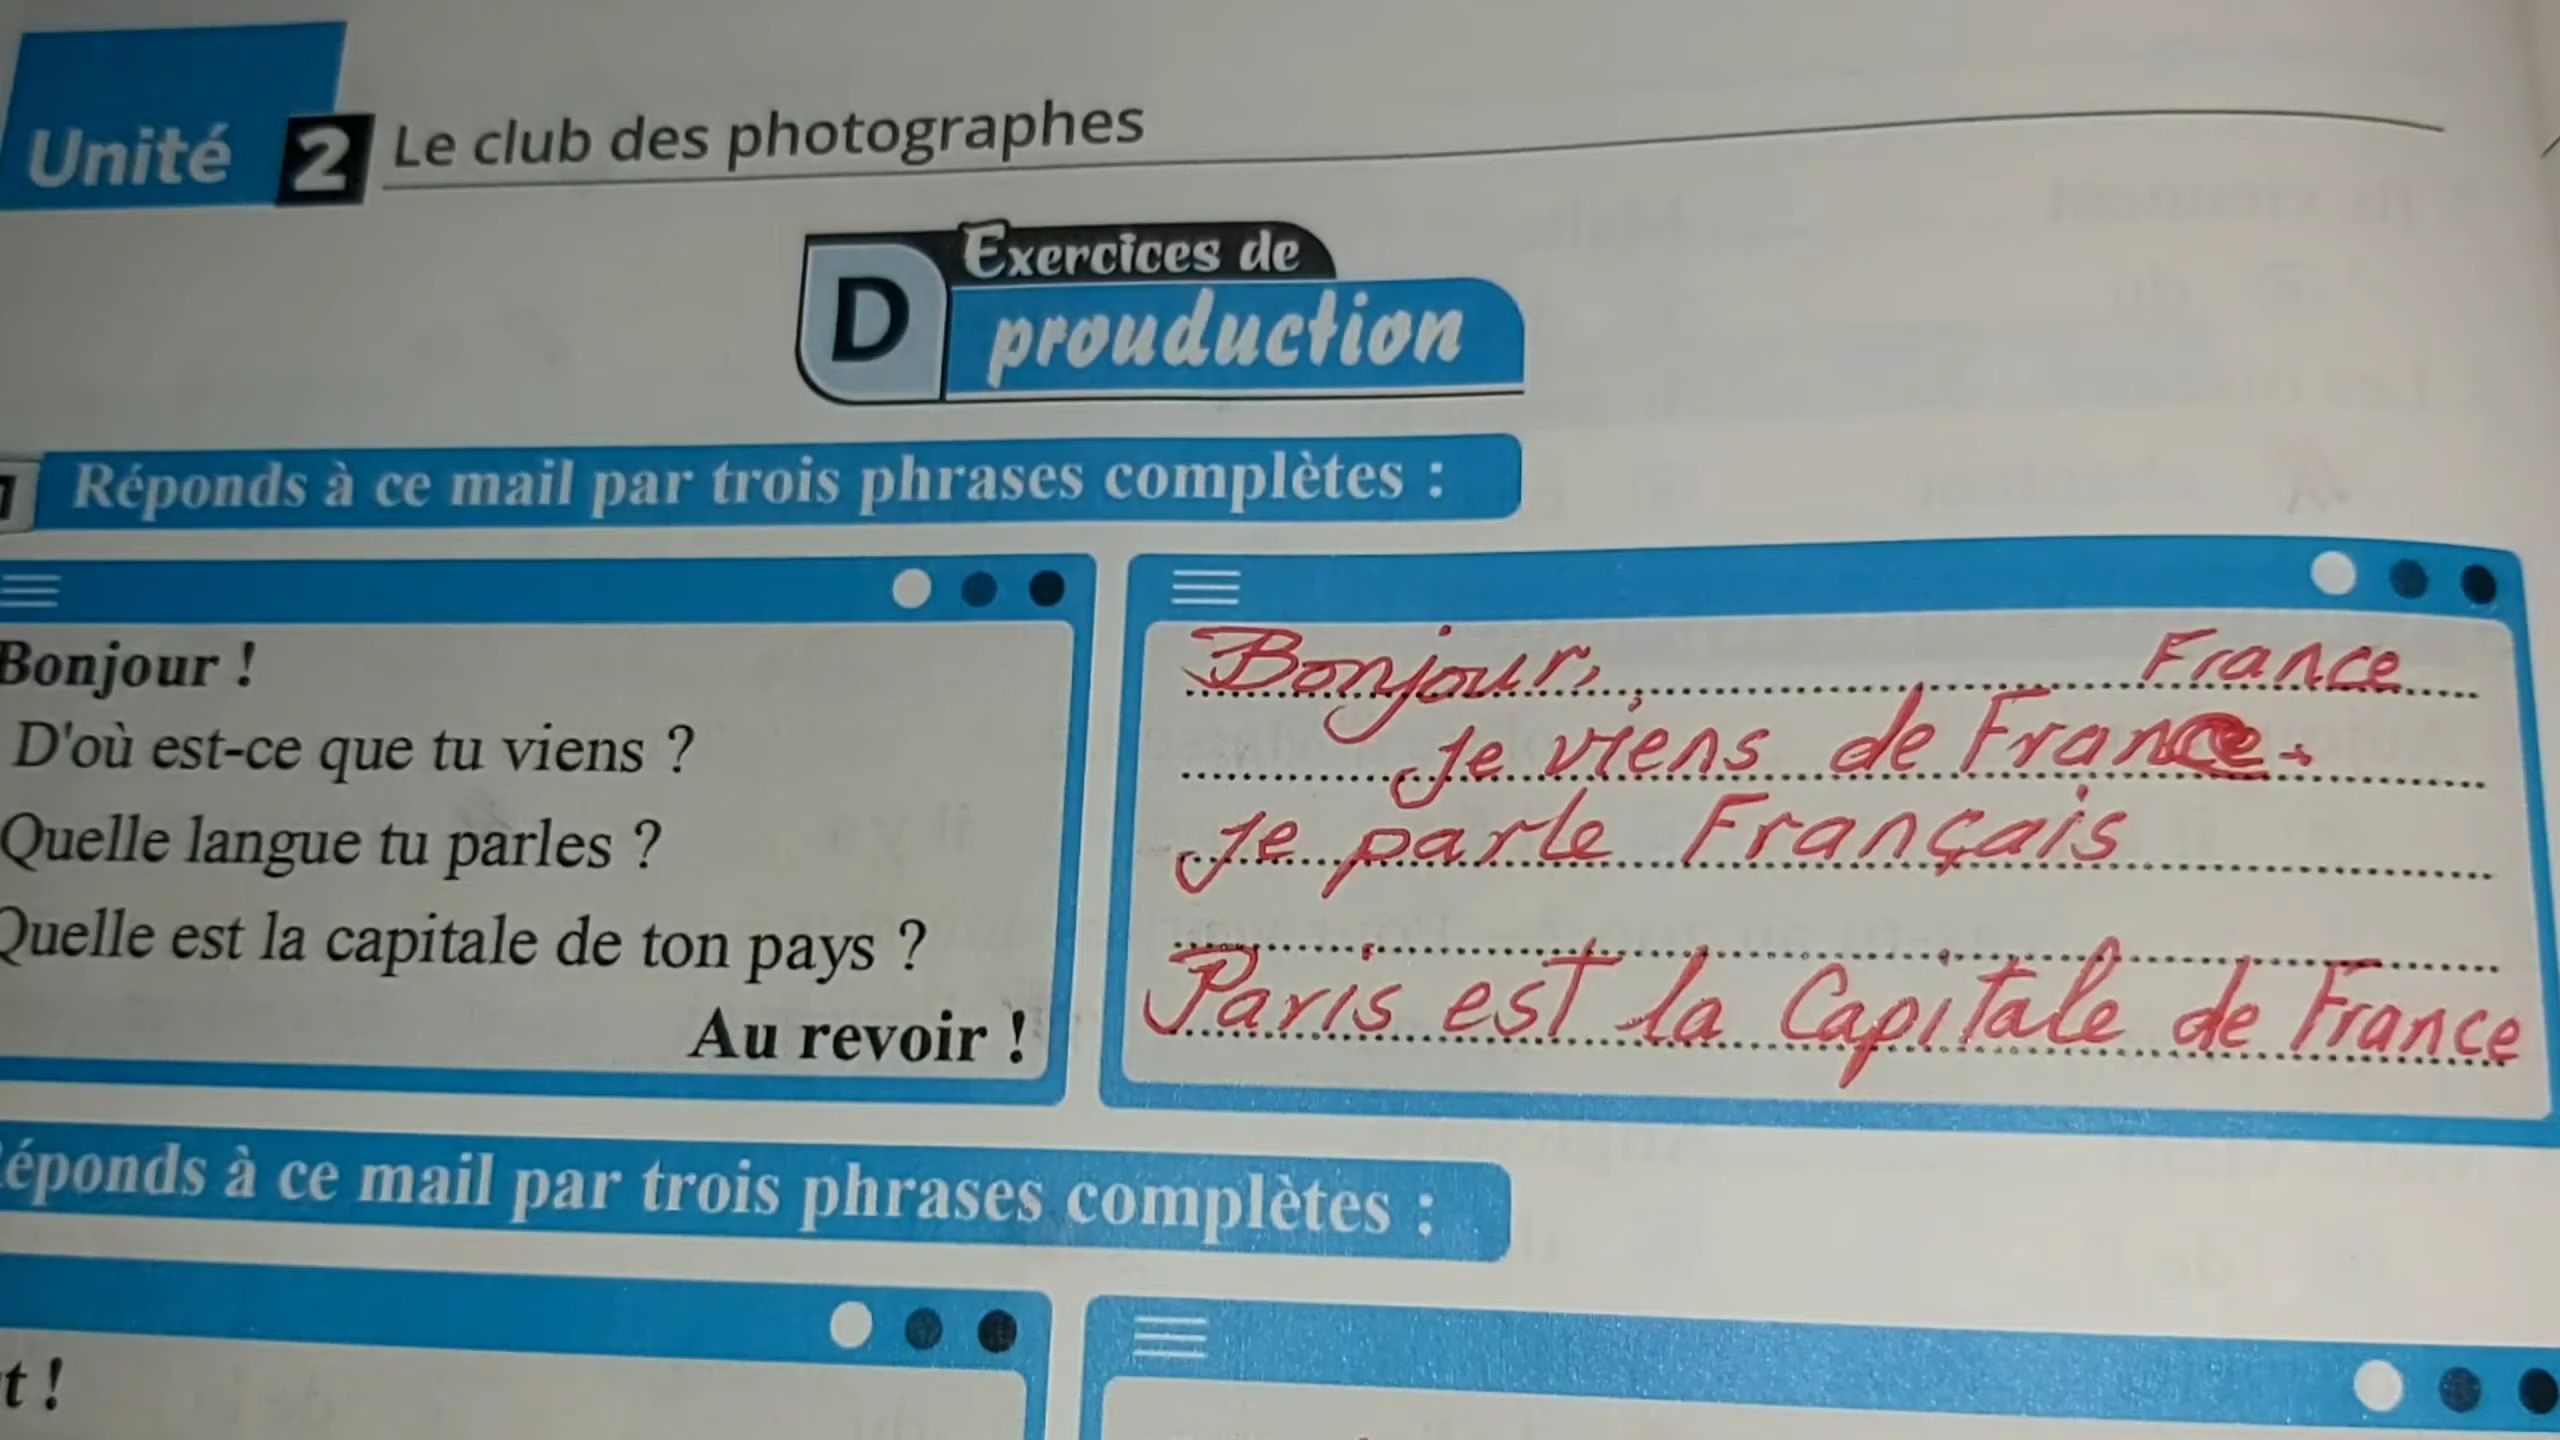 Unité 2 Le club des photographes
D Exercices de
prouduction
1 Réponds à ce mail par trois phrases complètes :
Bonjour !
D'où est-ce que tu viens ?
Quelle langue tu parles ?
Quelle est la capitale de ton pays ?
Au revoir !
Bonjour, France
je viens de France.
je parle Français
Paris est la Capitale de France
éponds à ce mail par trois phrases complètes :
t !